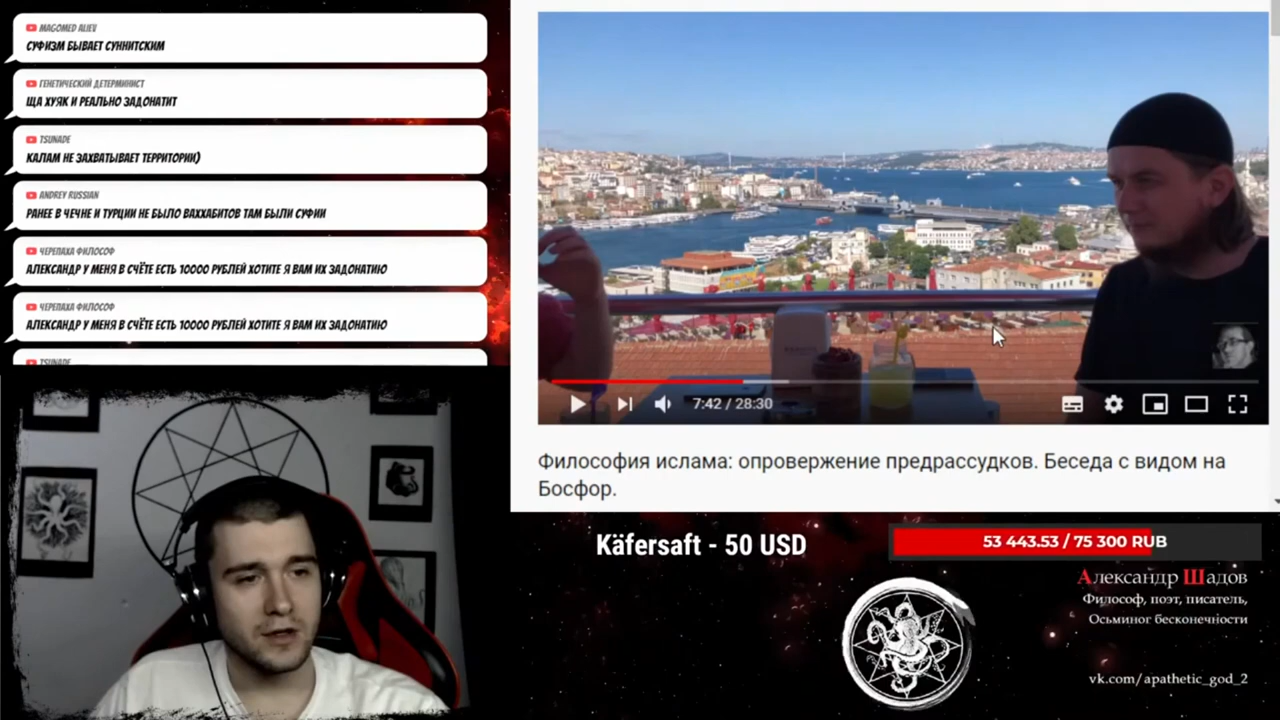 MAGOMED ALIEV
СУФИЗМ БЫВАЕТ СУННИТСКИМ
ГЕНЕТИЧЕСКИЙ ДЕТЕРМИНИСТ
ЩА ХУЯК И РЕАЛЬНО ЗАДОНАТИТ
TSUNADE
КАЛАМ НЕ ЗАХВАТЫВАЕТ ТЕРРИТОРИИ)
ANDREY RUSSIAN
РАНЕЕ В ЧЕЧНЕ И ТУРЦИИ НЕ БЫЛО ВАХХАБИТОВ ТАМ БЫЛИ СУФИИ
ЧЕРЕПАХА ФИЛОСОФ
АЛЕКСАНДР У МЕНЯ В СЧЁТЕ ЕСТЬ 10000 РУБЛЕЙ ХОТИТЕ Я ВАМ ИХ ЗАДОНАТИЮ
ЧЕРЕПАХА ФИЛОСОФ
АЛЕКСАНДР У МЕНЯ В СЧЁТЕ ЕСТЬ 10000 РУБЛЕЙ ХОТИТЕ Я ВАМ ИХ ЗАДОНАТИЮ
TSUNADE
7:42 / 28:30
Философия ислама: опровержение предрассудков. Беседа с видом на
Босфор.
Käfersaft - 50 USD
53 443.53 / 75 300 RUB
Александр Шадов
Философ, поэт, писатель,
Осьминог бесконечности
vk.com/apathetic_god_2